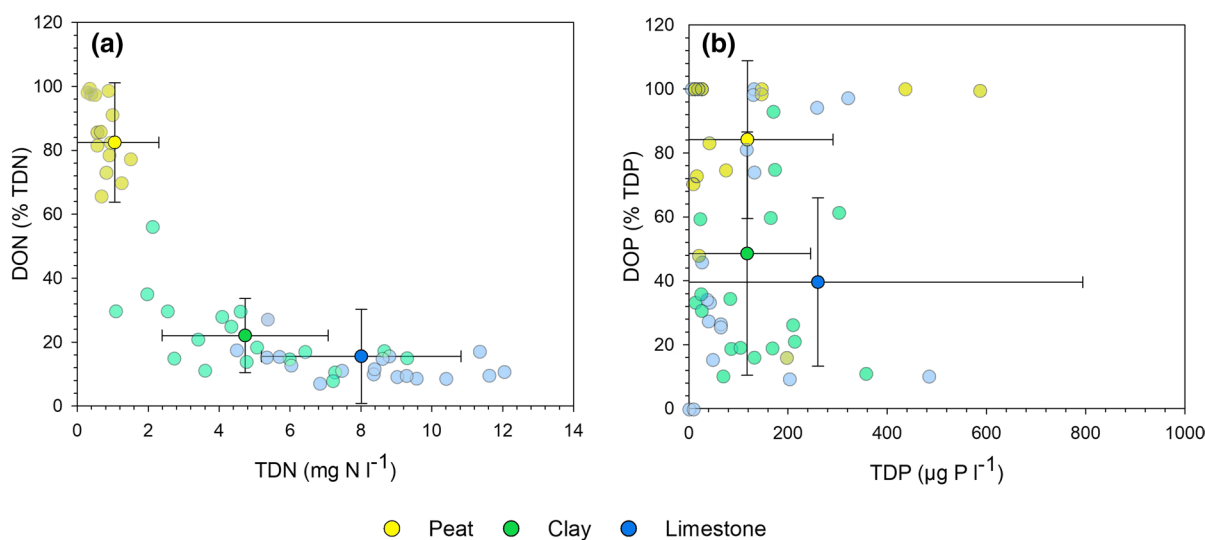 (a)
DON (% TDN)
120
100
80
60
40
20
0
0 2 4 6 8 10 12 14
TDN (mg N l⁻¹)
(b)
DOP (% TDP)
120
100
80
60
40
20
0
0 200 400 600 800 1000
TDP (µg P l⁻¹)
Peat Clay Limestone